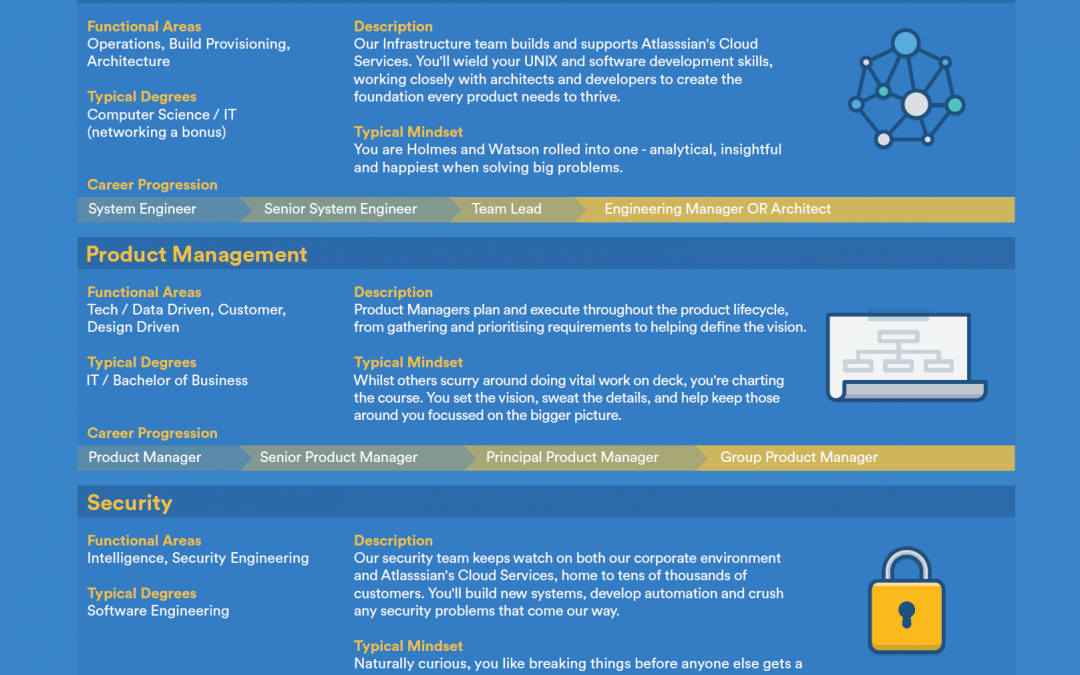 Functional Areas
Operations, Build Provisioning,
Architecture
Typical Degrees
Computer Science / IT
(networking a bonus)
Description
Our Infrastructure team builds and supports Atlasssian's Cloud
Services. You'll wield your UNIX and software development skills,
working closely with architects and developers to create the
foundation every product needs to thrive.
Typical Mindset
You are Holmes and Watson rolled into one - analytical, insightful
and happiest when solving big problems.
Career Progression
System Engineer
Senior System Engineer
Team Lead
Engineering Manager OR Architect
Product Management
Functional Areas
Tech / Data Driven, Customer,
Design Driven
Typical Degrees
IT / Bachelor of Business
Description
Product Managers plan and execute throughout the product lifecycle,
from gathering and prioritising requirements to helping define the vision.
Typical Mindset
Whilst others scurry around doing vital work on deck, you're charting
the course. You set the vision, sweat the details, and help keep those
around you focussed on the bigger picture.
Career Progression
Product Manager
Senior Product Manager
Principal Product Manager
Group Product Manager
Security
Functional Areas
Intelligence, Security Engineering
Typical Degrees
Software Engineering
Description
Our security team keeps watch on both our corporate environment
and Atlasssian's Cloud Services, home to tens of thousands of
customers. You'll build new systems, develop automation and crush
any security problems that come our way.
Typical Mindset
Naturally curious, you like breaking things before anyone else gets a